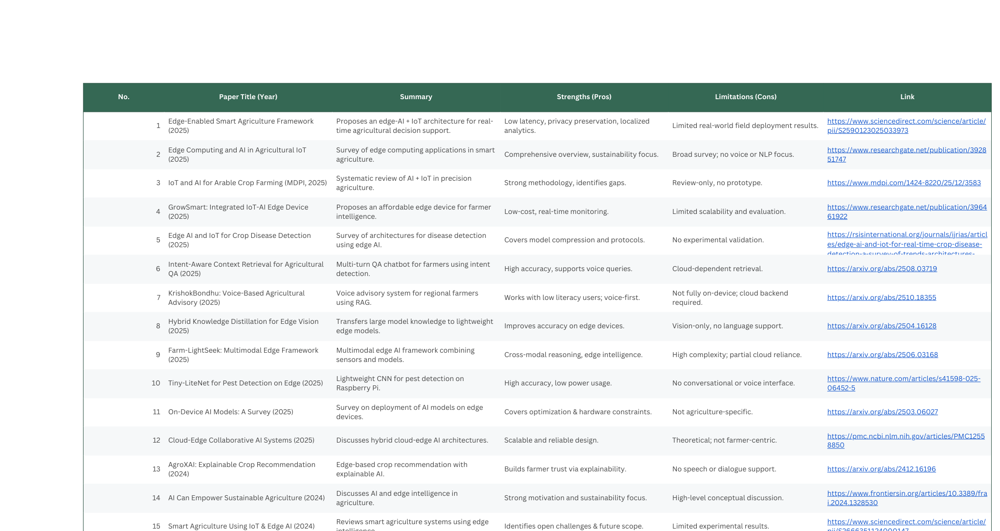 No. Paper Title (Year) Summary Strengths (Pros) Limitations (Cons) Link
1 Edge-Enabled Smart Agriculture Framework (2025) Proposes an edge-AI + IoT architecture for real-time agricultural decision support. Low latency, privacy preservation, localized analytics. Limited real-world field deployment results. https://www.sciencedirect.com/science/article/pii/S2590123025033973
2 Edge Computing and AI in Agricultural IoT (2025) Survey of edge computing applications in smart agriculture. Comprehensive overview, sustainability focus. Broad survey; no voice or NLP focus. https://www.researchgate.net/publication/392851747
3 IoT and AI for Arable Crop Farming (MDPI, 2025) Systematic review of AI + IoT in precision agriculture. Strong methodology, identifies gaps. Review-only, no prototype. https://www.mdpi.com/1424-8220/25/12/3583
4 GrowSmart: Integrated IoT-AI Edge Device (2025) Proposes an affordable edge device for farmer intelligence. Low-cost, real-time monitoring. Limited scalability and evaluation. https://www.researchgate.net/publication/396461922
5 Edge AI and IoT for Crop Disease Detection (2025) Survey of architectures for disease detection using edge AI. Covers model compression and protocols. No experimental validation. https://rsisinternational.org/journals/ijrias/articles/edge-ai-and-iot-for-real-time-crop-disease-detection-a-survey-of-trends-architectures-
6 Intent-Aware Context Retrieval for Agricultural QA (2025) Multi-turn QA chatbot for farmers using intent detection. High accuracy, supports voice queries. Cloud-dependent retrieval. https://arxiv.org/abs/2508.03719
7 KrishokBondhu: Voice-Based Agricultural Advisory (2025) Voice advisory system for regional farmers using RAG. Works with low literacy users; voice-first. Not fully on-device; cloud backend required. https://arxiv.org/abs/2510.18355
8 Hybrid Knowledge Distillation for Edge Vision (2025) Transfers large model knowledge to lightweight edge models. Improves accuracy on edge devices. Vision-only, no language support. https://arxiv.org/abs/2504.16128
9 Farm-LightSeek: Multimodal Edge Framework (2025) Multimodal edge AI framework combining sensors and models. Cross-modal reasoning, edge intelligence. High complexity; partial cloud reliance. https://arxiv.org/abs/2506.03168
10 Tiny-LiteNet for Pest Detection on Edge (2025) Lightweight CNN for pest detection on Raspberry Pi. High accuracy, low power usage. No conversational or voice interface. https://www.nature.com/articles/s41598-025-06452-5
11 On-Device AI Models: A Survey (2025) Survey on deployment of AI models on edge devices. Covers optimization & hardware constraints. Not agriculture-specific. https://arxiv.org/abs/2503.06027
12 Cloud-Edge Collaborative AI Systems (2025) Discusses hybrid cloud-edge AI architectures. Scalable and reliable design. Theoretical; not farmer-centric. https://pmc.ncbi.nlm.nih.gov/articles/PMC12558850
13 AgroXAI: Explainable Crop Recommendation (2024) Edge-based crop recommendation with explainable AI. Builds farmer trust via explainability. No speech or dialogue support. https://arxiv.org/abs/2412.16196
14 AI Can Empower Sustainable Agriculture (2024) Discusses AI and edge intelligence in agriculture. Strong motivation and sustainability focus. High-level conceptual discussion. https://www.frontiersin.org/articles/10.3389/frai.2024.1328530
15 Smart Agriculture Using IoT & Edge AI (2024) Reviews smart agriculture systems using edge intelligence. Identifies open challenges & future scope. Limited experimental results. https://www.sciencedirect.com/science/article/